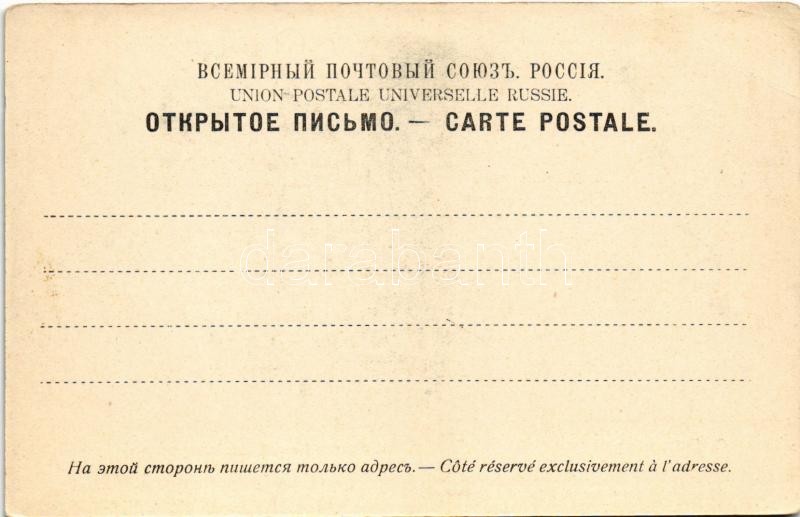 ВСЕМІРНЫЙ ПОЧТОВЫЙ СОЮЗЪ. РОССІЯ.
UNION POSTALE UNIVERSELLE RUSSIE.
ОТКРЫТОЕ ПИСЬМО. — CARTE POSTALE.
darabanth
На этой сторонѣ пишется только адресъ. — Côté réservé exclusivement à l'adresse.